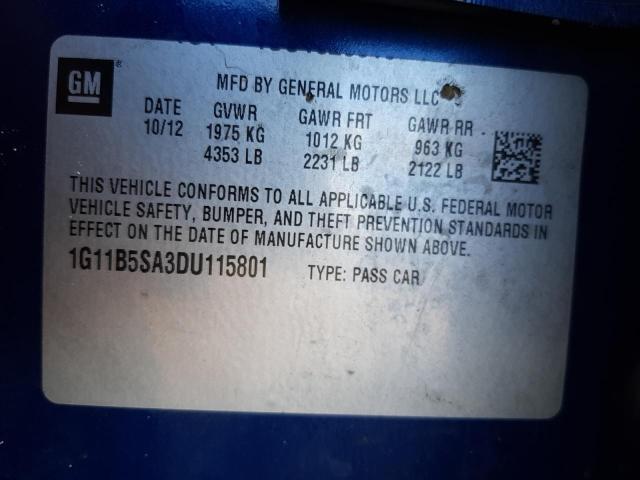 GM ®
MFD BY GENERAL MOTORS LLC
DATE GVWR GAWR FRT GAWR RR
10/12 1975 KG 1012 KG 963 KG
4353 LB 2231 LB 2122 LB
THIS VEHICLE CONFORMS TO ALL APPLICABLE U.S. FEDERAL MOTOR
VEHICLE SAFETY, BUMPER, AND THEFT PREVENTION STANDARDS IN
EFFECT ON THE DATE OF MANUFACTURE SHOWN ABOVE.
1G11B5SA3DU115801 TYPE: PASS CAR